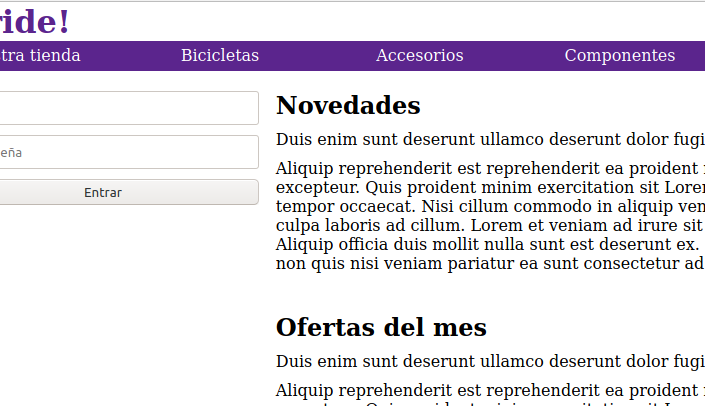 ride!
tra tienda Bicicletas Accesorios Componentes
eña
Entrar
Novedades
Duis enim sunt deserunt ullamco deserunt dolor fugi
Aliquip reprehenderit est reprehenderit ea proident
excepteur. Quis proident minim exercitation sit Lorem
tempor occaecat. Nisi cillum commodo in aliquip ven
culpa laboris ad cillum. Lorem et veniam ad irure sit
Aliquip officia duis mollit nulla sunt est deserunt ex.
non quis nisi veniam pariatur ea sunt consectetur ad
Ofertas del mes
Duis enim sunt deserunt ullamco deserunt dolor fugi
Aliquip reprehenderit est reprehenderit ea proident